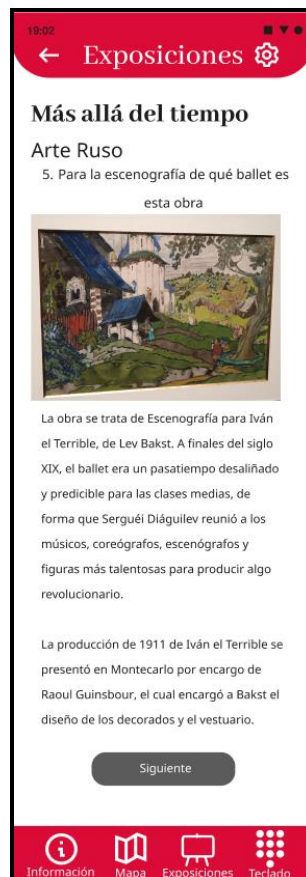 19:02
Exposiciones
Más allá del tiempo
Arte Ruso
5. Para la escenografía de qué ballet es
esta obra
La obra se trata de Escenografía para Iván
el Terrible, de Lev Bakst. A finales del siglo
XIX, el ballet era un pasatiempo desaliñado
y predicible para las clases medias, de
forma que Serguéi Diáguilev reunió a los
músicos, coreógrafos, escenógrafos y
figuras más talentosas para producir algo
revolucionario.
La producción de 1911 de Iván el Terrible se
presentó en Montecarlo por encargo de
Raoul Guinsbour, el cual encargó a Bakst el
diseño de los decorados y el vestuario.
Siguiente
Información Mapa Exposiciones Teclado